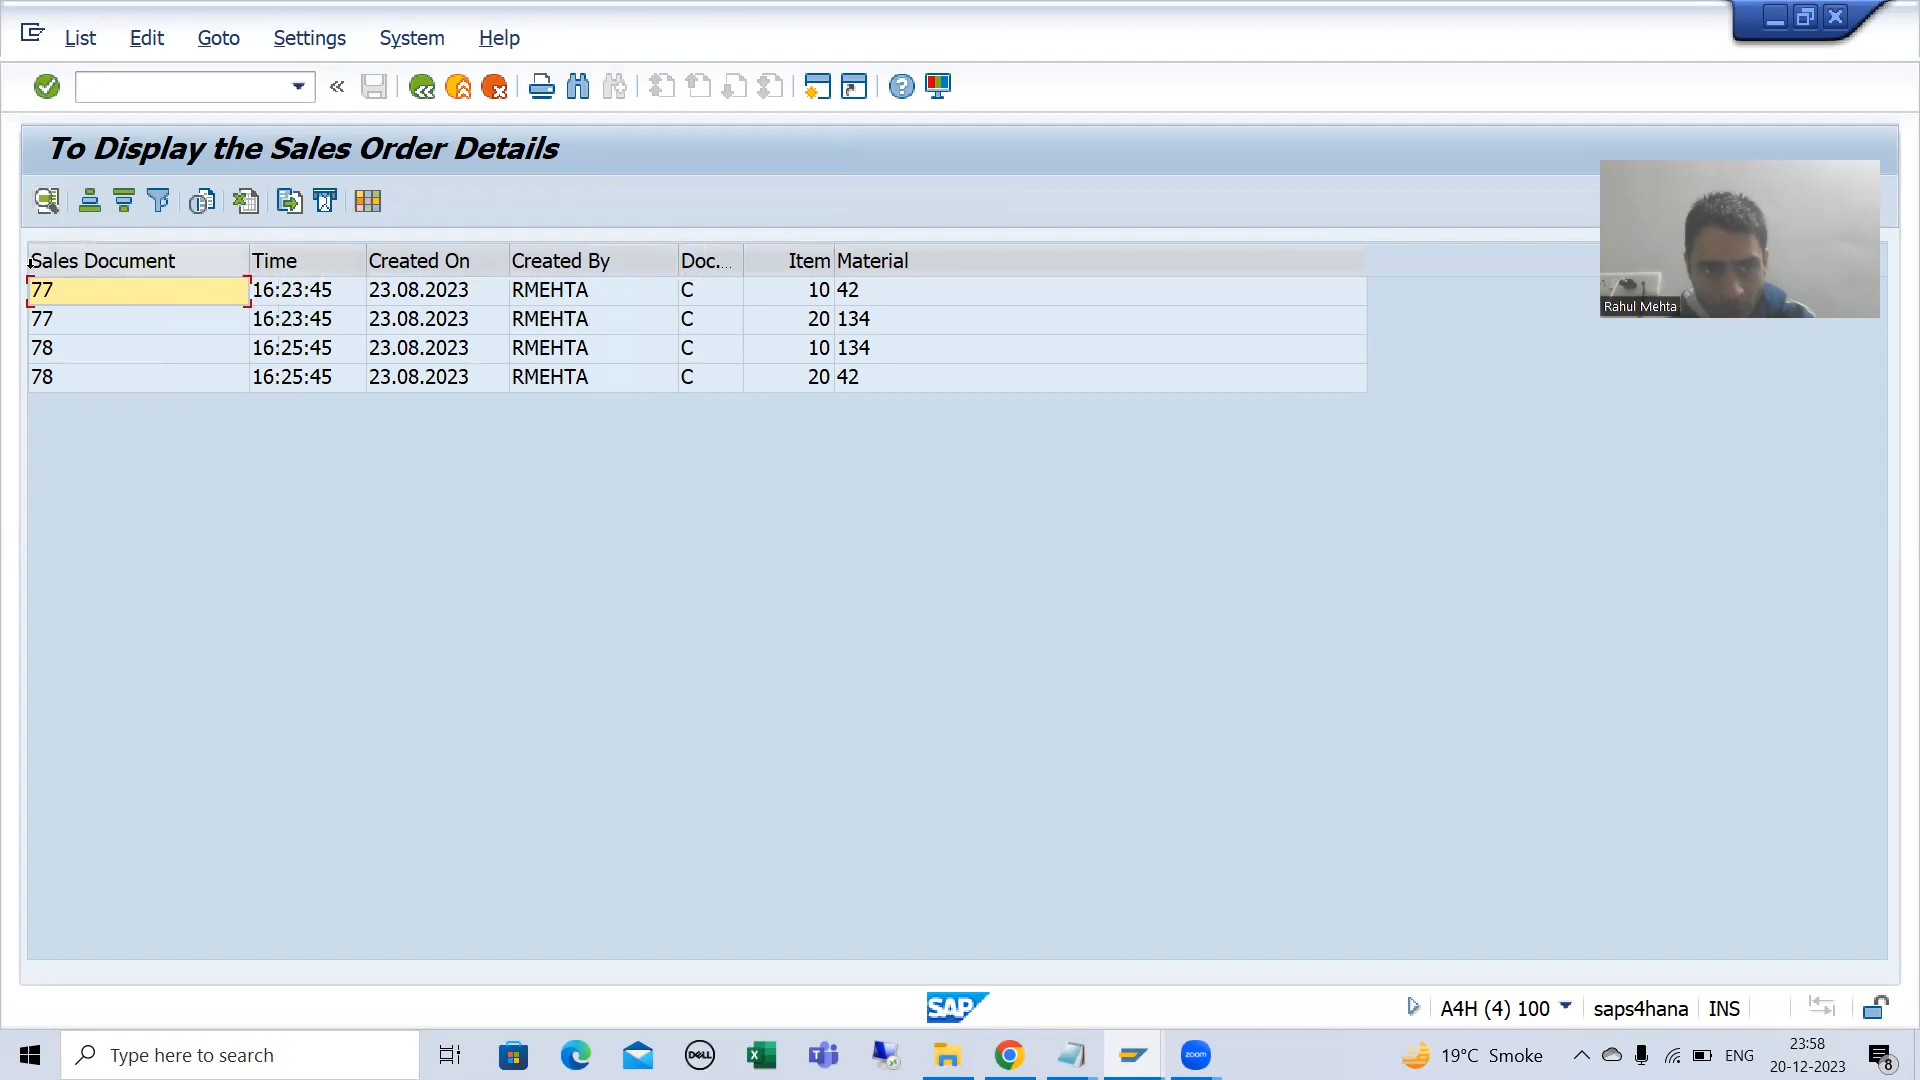 List Edit Goto Settings System Help
To Display the Sales Order Details
Sales Document Time Created On Created By Doc.... Item Material
77 16:23:45 23.08.2023 RMEHTA C 10 42
77 16:23:45 23.08.2023 RMEHTA C 20 134
78 16:25:45 23.08.2023 RMEHTA C 10 134
78 16:25:45 23.08.2023 RMEHTA C 20 42
Rahul Mehta
SAP
A4H (4) 100 saps4hana INS
Type here to search
DELL
zoom
19°C Smoke
ENG
23:58
20-12-2023
8